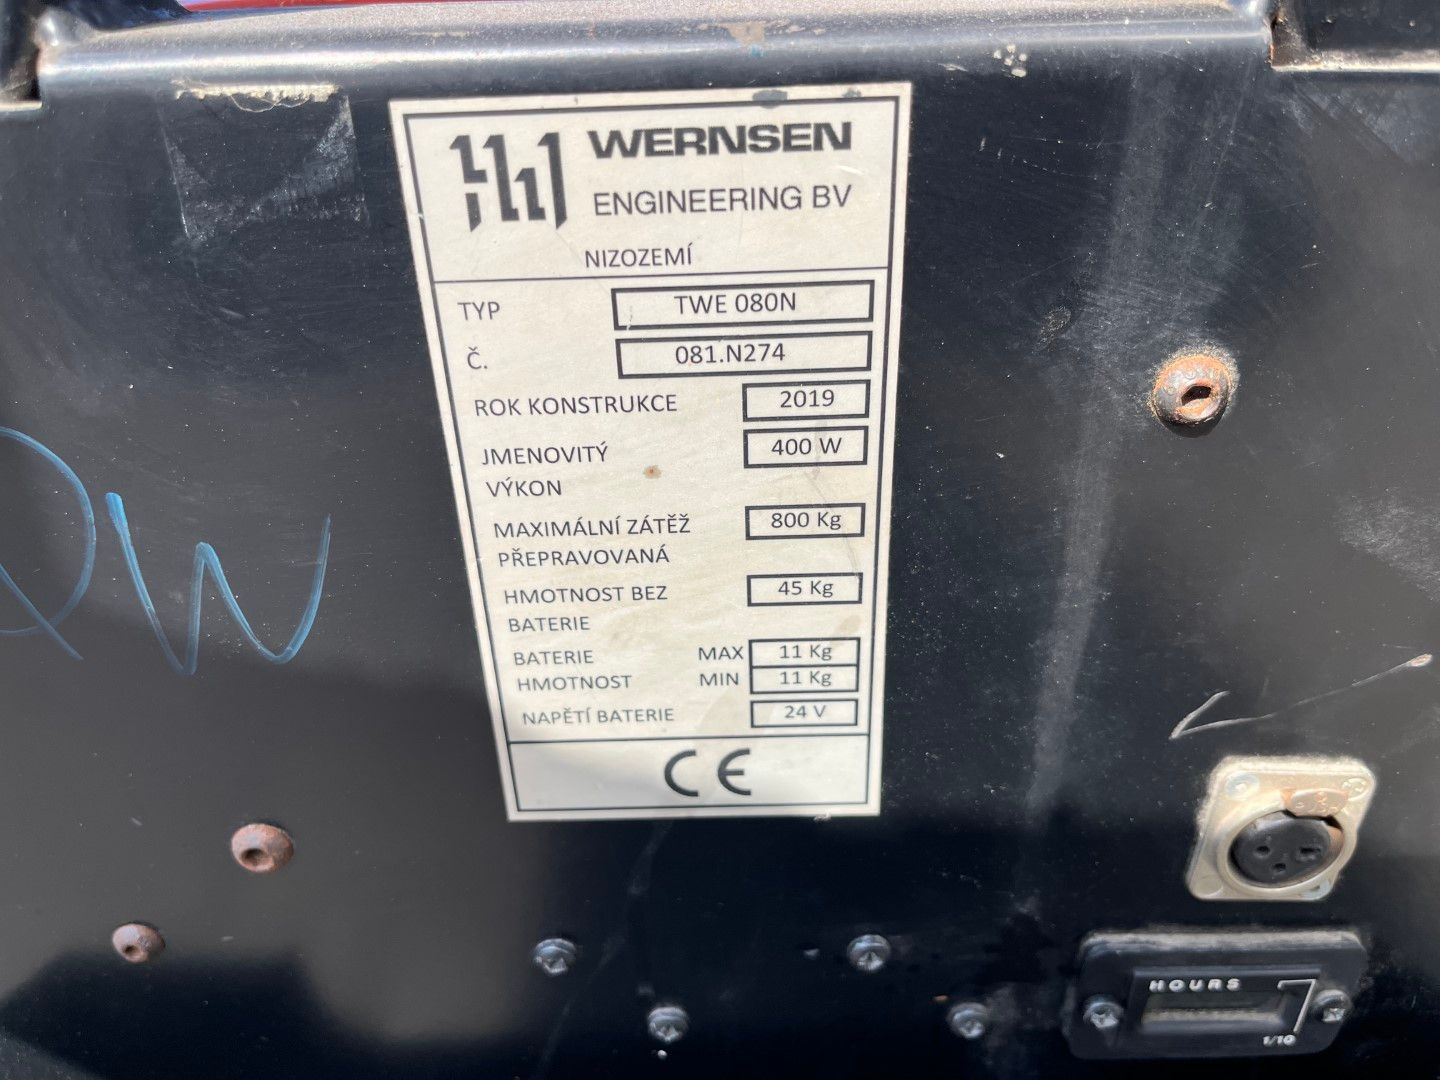 WERNSEN
ENGINEERING BV
NIZOZEMÍ
TYP TWE 080N
Č. 081.N274
ROK KONSTRUKCE 2019
JMENOVITÝ 400 W
VÝKON
MAXIMÁLNÍ ZÁTĚŽ 800 Kg
PŘEPRAVOVANÁ
HMOTNOST BEZ 45 Kg
BATERIE
BATERIE MAX 11 Kg
HMOTNOST MIN 11 Kg
NAPĚTÍ BATERIE 24 V
CE
HOURS
1/10